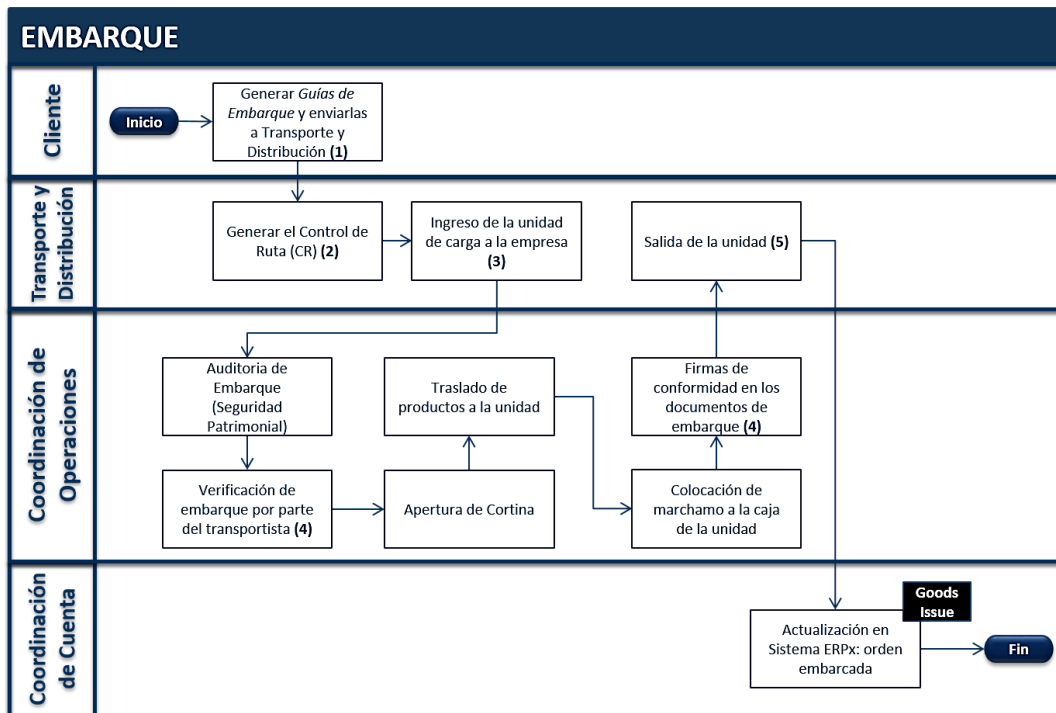 EMBARQUE
Cliente
Inicio
Generar Guías de
Embarque y enviarlas
a Transporte y
Distribución (1)
Transporte y
Distribución
Generar el Control de
Ruta (CR) (2)
Ingreso de la unidad
de carga a la empresa
(3)
Salida de la unidad (5)
Coordinación de
Operaciones
Auditoria de
Embarque
(Seguridad
Patrimonial)
Traslado de
productos a la unidad
Firmas de
conformidad en los
documentos de
embarque (4)
Verificación de
embarque por parte
del transportista (4)
Apertura de Cortina
Colocación de
marchamo a la caja
de la unidad
Coordinación
de Cuenta
Goods
Issue
Actualización en
Sistema ERPx: orden
embarcada
Fin